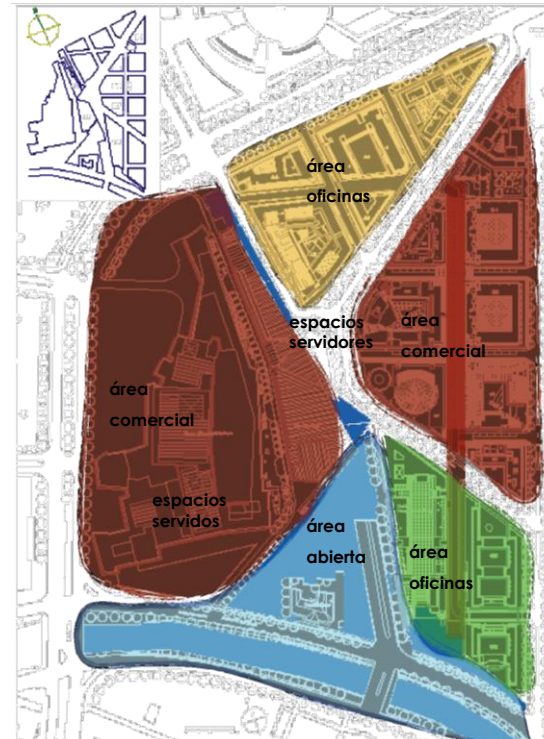 área
oficinas
espacios
servidores
área
comercial
área
comercial
espacios
servidos
área
abierta
área
oficinas